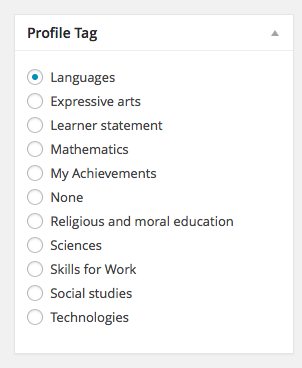 Profile Tag
Languages
Expressive arts
Learner statement
Mathematics
My Achievements
None
Religious and moral education
Sciences
Skills for Work
Social studies
Technologies